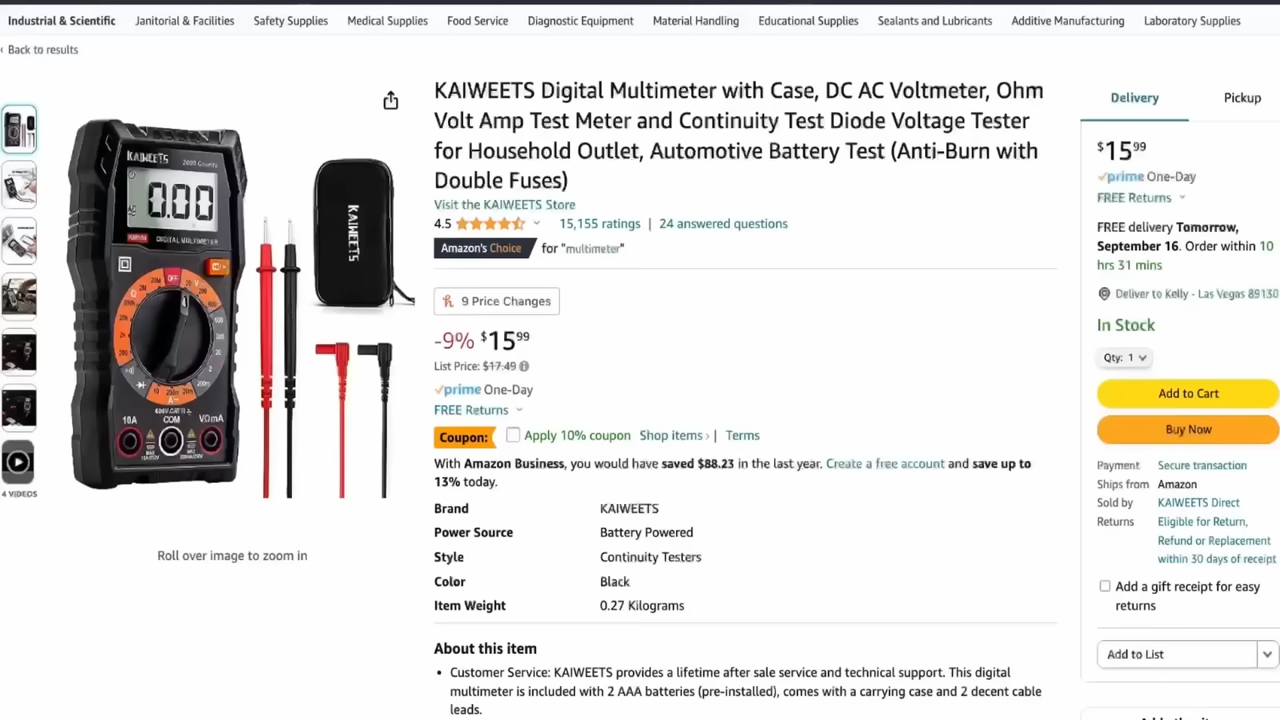 Industrial & Scientific
Janitorial & Facilities
Safety Supplies
Medical Supplies
Food Service
Diagnostic Equipment
Material Handling
Educational Supplies
Sealants and Lubricants
Additive Manufacturing
Laboratory Supplies
‹ Back to results
KAIWEETS
2000 Counts
0.00
DIGITAL MULTIMETER
OFF
10A
COM
VΩmA
KAIWEETS
4 VIDEOS
Roll over image to zoom in
KAIWEETS Digital Multimeter with Case, DC AC Voltmeter, Ohm
Volt Amp Test Meter and Continuity Test Diode Voltage Tester
for Household Outlet, Automotive Battery Test (Anti-Burn with
Double Fuses)
Visit the KAIWEETS Store
4.5
15,155 ratings | 24 answered questions
Amazon's Choice for "multimeter"
9 Price Changes
-9% $15 99
List Price: $17.49
prime One-Day
FREE Returns
Coupon: Apply 10% coupon Shop items › | Terms
With Amazon Business, you would have saved $88.23 in the last year. Create a free account and save up to
13% today.
Brand KAIWEETS
Power Source Battery Powered
Style Continuity Testers
Color Black
Item Weight 0.27 Kilograms
About this item
• Customer Service: KAIWEETS provides a lifetime after sale service and technical support. This digital
multimeter is included with 2 AAA batteries (pre-installed), comes with a carrying case and 2 decent cable
leads.
Delivery
Pickup
$15 99
prime One-Day
FREE Returns
FREE delivery Tomorrow,
September 16. Order within 10
hrs 31 mins
Deliver to Kelly - Las Vegas 89130
In Stock
Qty: 1
Add to Cart
Buy Now
Payment Secure transaction
Ships from Amazon
Sold by KAIWEETS Direct
Returns Eligible for Return,
Refund or Replacement
within 30 days of receipt
Add a gift receipt for easy
returns
Add to List